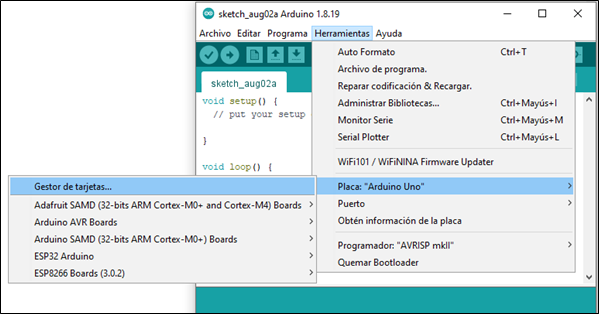 sketch_aug02a Arduino 1.8.19
Archivo Editar Programa Herramientas Ayuda
sketch_aug02a
void setup() {
// put your setup
}
void loop() {
Auto Formato Ctrl+T
Archivo de programa.
Reparar codificación & Recargar.
Administrar Bibliotecas... Ctrl+Mayús+I
Monitor Serie Ctrl+Mayús+M
Serial Plotter Ctrl+Mayús+L
WiFi101 / WiFiNINA Firmware Updater
Placa: "Arduino Uno"
Puerto
Obtén información de la placa
Programador: "AVRISP mkII"
Quemar Bootloader
Gestor de tarjetas...
Adafruit SAMD (32-bits ARM Cortex-M0+ and Cortex-M4) Boards
Arduino AVR Boards
Arduino SAMD (32-bits ARM Cortex-M0+) Boards
ESP32 Arduino
ESP8266 Boards (3.0.2)